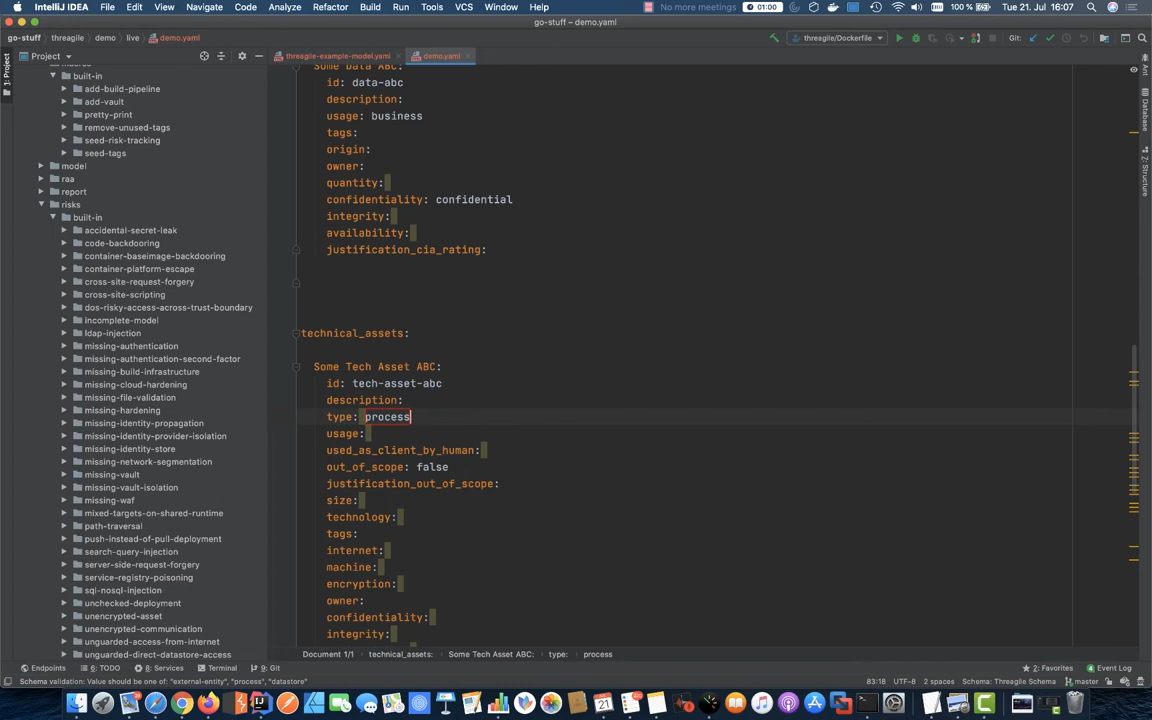 IntelliJ IDEA File Edit View Navigate Code Analyze Refactor Build Run Tools VCS Window Help No more meetings 01:00 100 % Tue 21. Jul 16:07
go-stuff – demo.yaml
go-stuff threagile demo live demo.yaml threagile/Dockerfile Git:
Project threagile-example-model.yaml demo.yaml
1: Project
Ant
Database
Z: Structure
built-in
add-build-pipeline
add-vault
pretty-print
remove-unused-tags
seed-risk-tracking
seed-tags
model
raa
report
risks
built-in
accidental-secret-leak
code-backdooring
container-baseimage-backdooring
container-platform-escape
cross-site-request-forgery
cross-site-scripting
dos-risky-access-across-trust-boundary
incomplete-model
ldap-injection
missing-authentication
missing-authentication-second-factor
missing-build-infrastructure
missing-cloud-hardening
missing-file-validation
missing-hardening
missing-identity-propagation
missing-identity-provider-isolation
missing-identity-store
missing-network-segmentation
missing-vault
missing-vault-isolation
missing-waf
mixed-targets-on-shared-runtime
path-traversal
push-instead-of-pull-deployment
search-query-injection
server-side-request-forgery
service-registry-poisoning
sql-nosql-injection
unchecked-deployment
unencrypted-asset
unencrypted-communication
unguarded-access-from-internet
unguarded-direct-datastore-access
Some Data ABC:
id: data-abc
description:
usage: business
tags:
origin:
owner:
quantity:
confidentiality: confidential
integrity:
availability:
justification_cia_rating:
technical_assets:
Some Tech Asset ABC:
id: tech-asset-abc
description:
type: process
usage:
used_as_client_by_human:
out_of_scope: false
justification_out_of_scope:
size:
technology:
tags:
internet:
machine:
encryption:
owner:
confidentiality:
integrity:
Document 1/1 technical_assets: Some Tech Asset ABC: type: process
Endpoints 6: TODO 8: Services Terminal 9: Git 2: Favorites Event Log
Schema validation: Value should be one of: "external-entity", "process", "datastore" 83:18 UTF-8 2 spaces Schema: Threagile Schema master